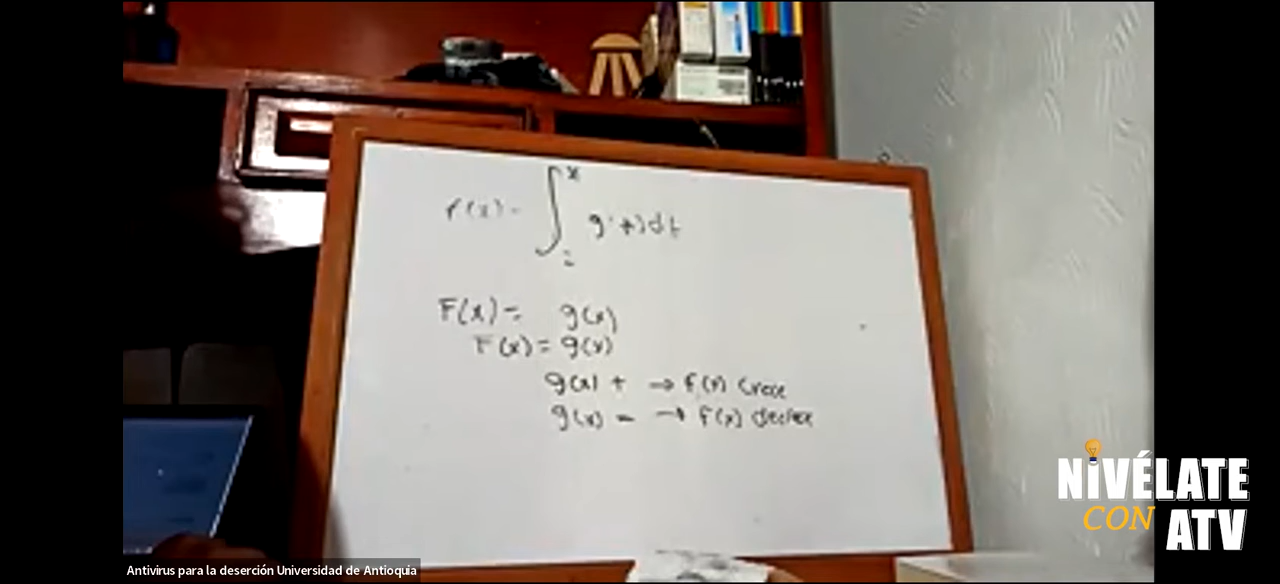 x
f(x) = ∫ g(t)dt
F(x) = g(x)
F(x) = g(x)
g(x) + → f(x) crece
g(x) - → f(x) decrece
NIVÉLATE
CON ATV
Antivirus para la deserción Universidad de Antioquia